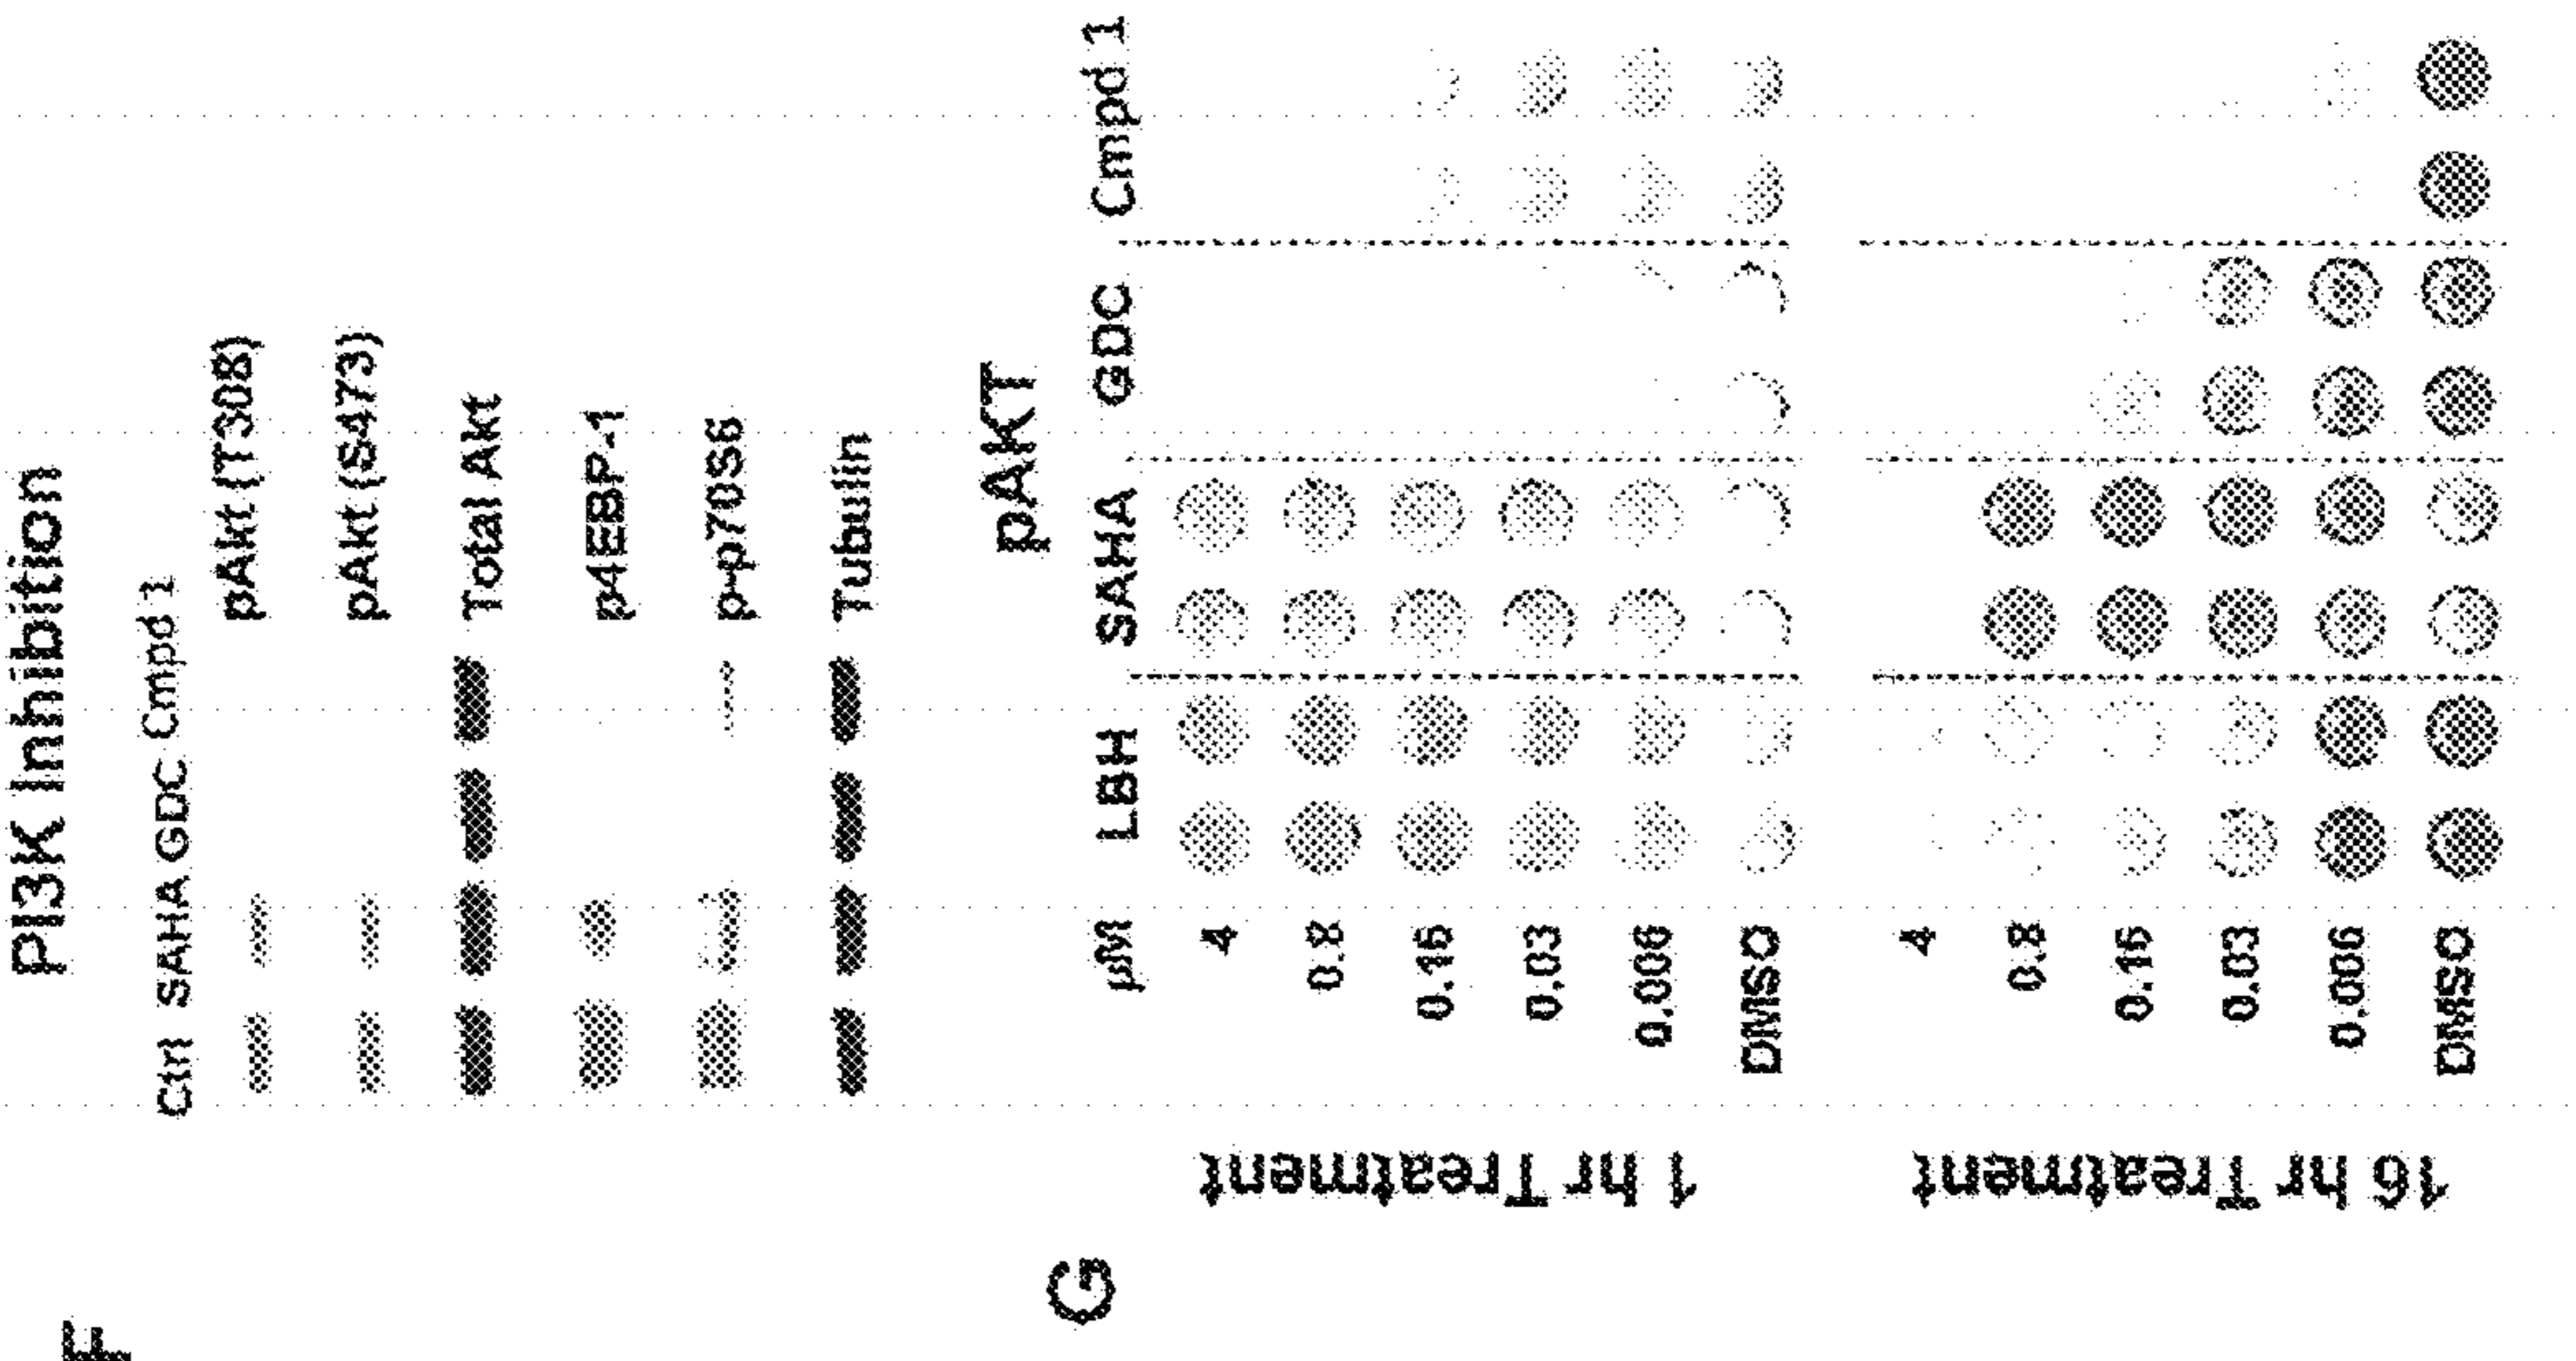 F
PI3K Inhibition
Ctrl SAHA GDC Cmpd 1
pAkt (T308)
pAkt (S473)
Total Akt
p4EBP-1
p-p70S6
Tubulin
G
pAKT
µM LBH SAHA GDC Cmpd 1
1 hr Treatment
4
0.8
0.16
0.03
0.006
DMSO
16 hr Treatment
4
0.8
0.16
0.03
0.006
DMSO